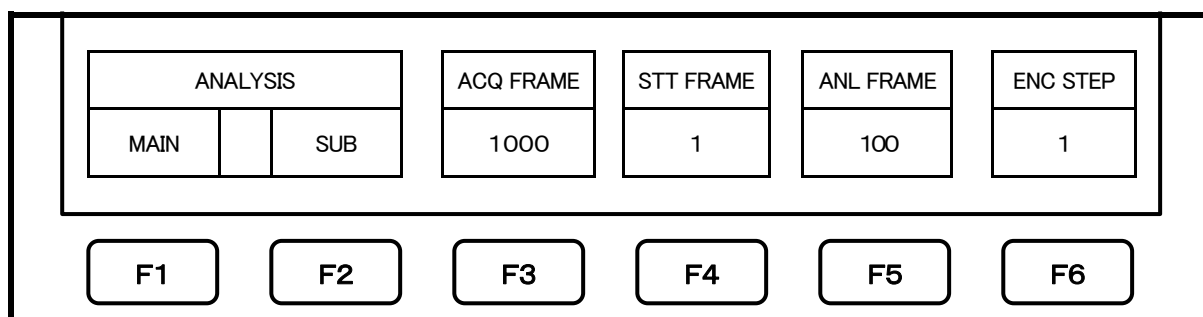 ANALYSIS ACQ FRAME STT FRAME ANL FRAME ENC STEP
MAIN SUB 1000 1 100 1
F1 F2 F3 F4 F5 F6